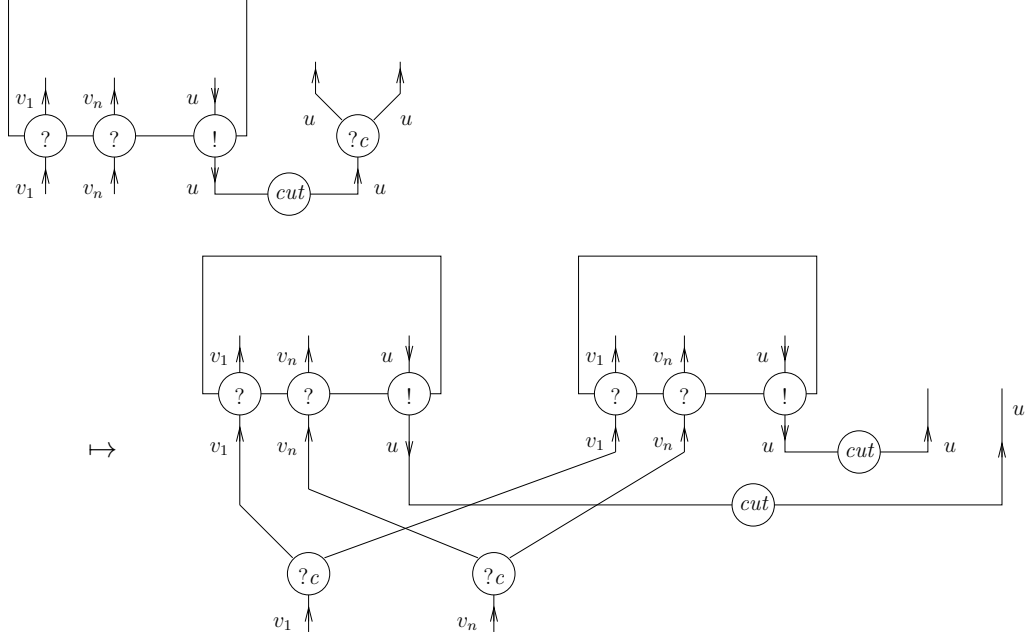 v₁ vₙ u
u u
? ? ! ?c
v₁ vₙ u cut u
v₁ vₙ u v₁ vₙ u
? ? ! ? ? !
u
↦ v₁ vₙ u v₁ vₙ u cut u
cut
?c ?c
v₁ vₙ